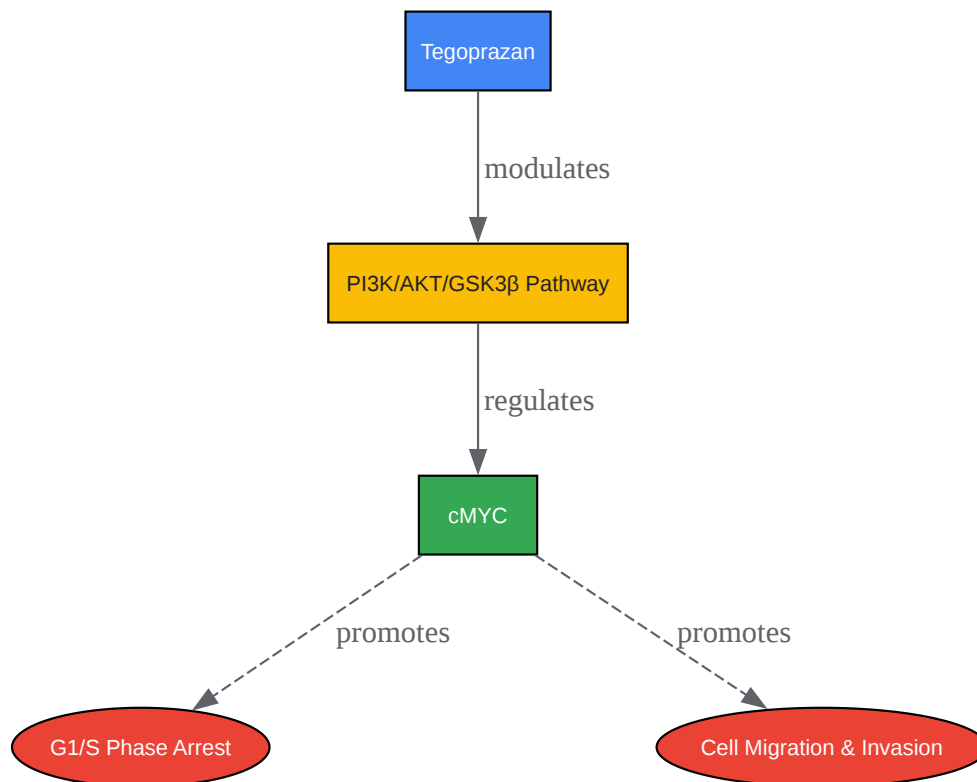 Tegoprazan
modulates
PI3K/AKT/GSK3β Pathway
regulates
cMYC
promotes
promotes
G1/S Phase Arrest
Cell Migration & Invasion